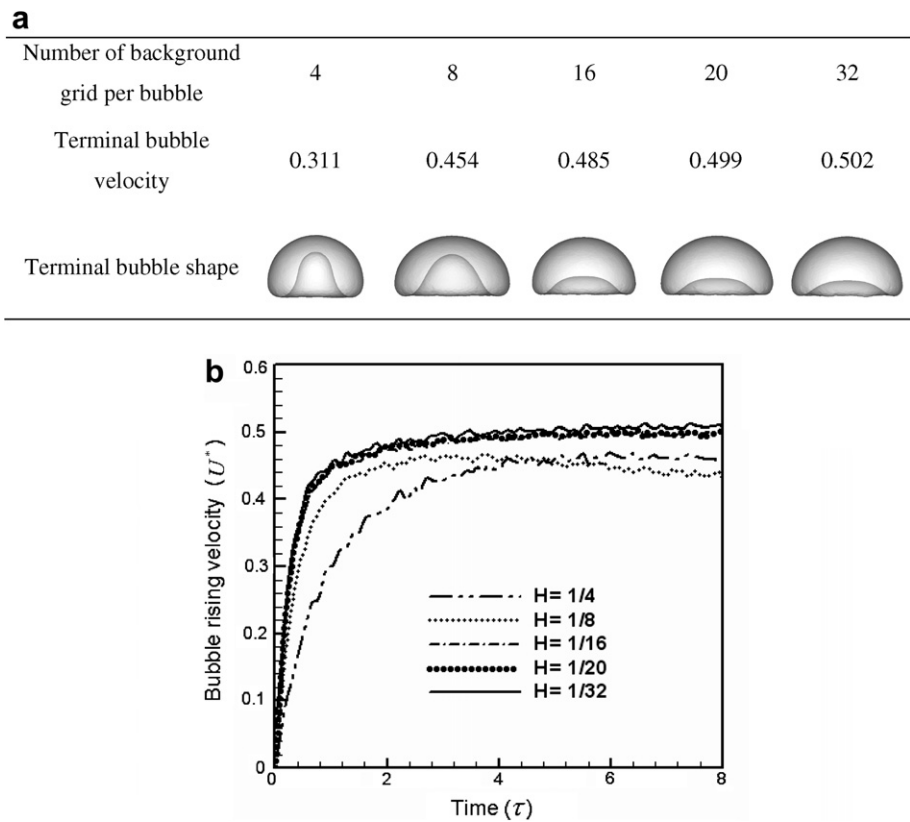 a
Number of background
grid per bubble
4 8 16 20 32
Terminal bubble
velocity
0.311 0.454 0.485 0.499 0.502
Terminal bubble shape
b
0.6
0.5
0.4
0.3
0.2
0.1
0
Bubble rising velocity (U*)
H= 1/4
H= 1/8
H= 1/16
H= 1/20
H= 1/32
0 2 4 6 8
Time (τ)